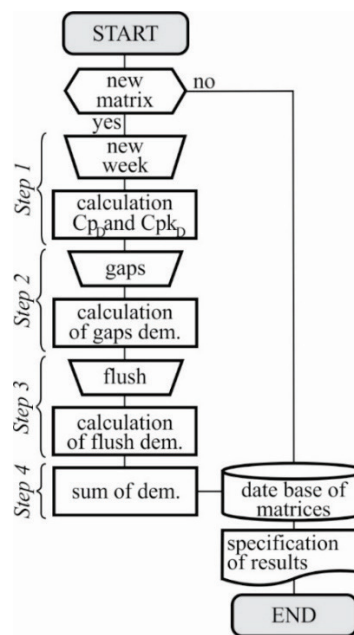 START
new
matrix
no
yes
Step 1
new
week
calculation
CpD and CpkD
Step 2
gaps
calculation
of gaps dem.
Step 3
flush
calculation
of flush dem.
Step 4
sum of dem.
date base of
matrices
specification
of results
END